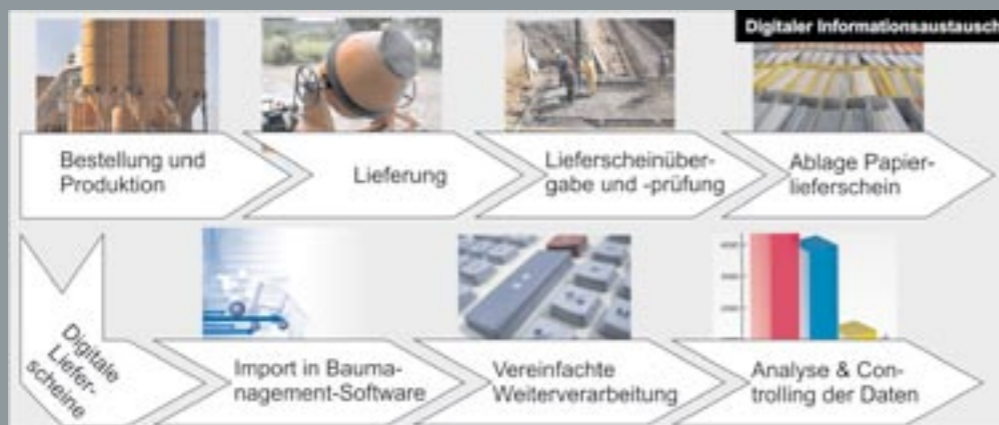 Digitaler Informationsaustausch
Bestellung und
Produktion
Lieferung
Lieferscheinüber-
gabe und -prüfung
Ablage Papier-
lieferschein
Digitale
Liefer-
scheine
Import in Bauma-
nagement-Software
Vereinfachte
Weiterverarbeitung
Analyse & Con-
trolling der Daten